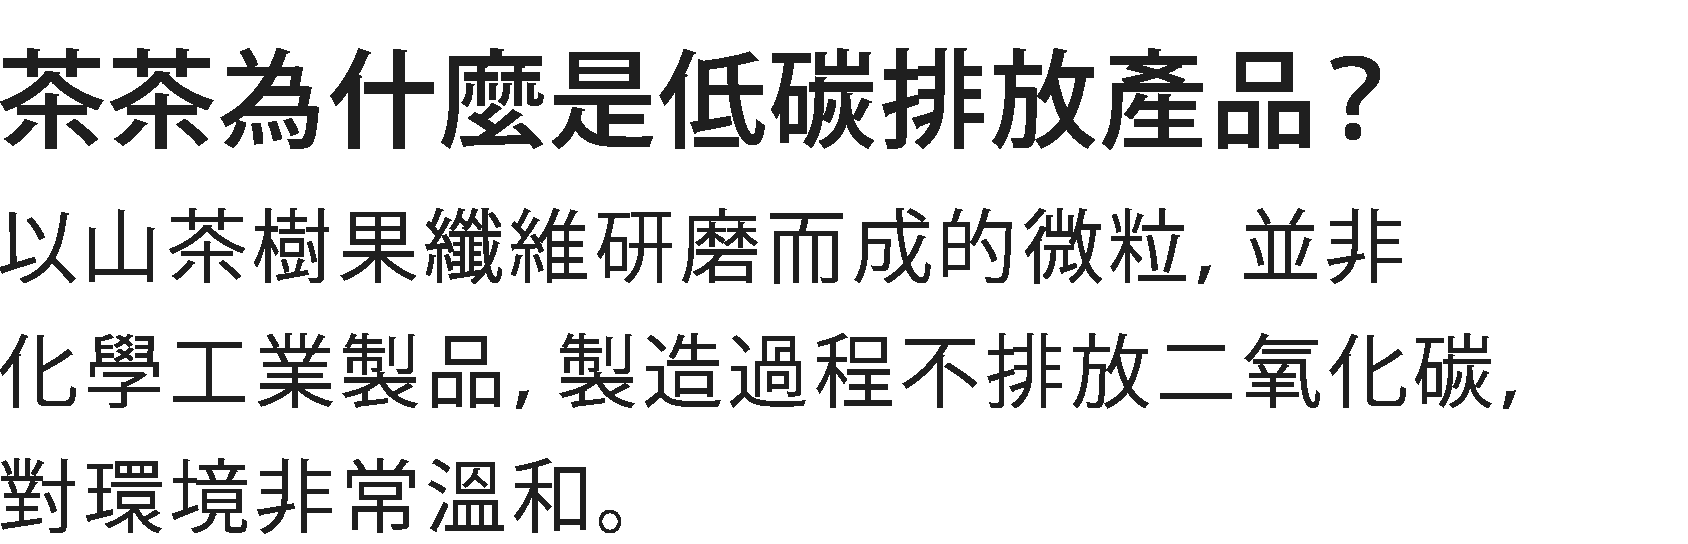 茶茶為什麼是低碳排放產品？
以山茶樹果纖維研磨而成的微粒, 並非
化學工業製品, 製造過程不排放二氧化碳,
對環境非常溫和。